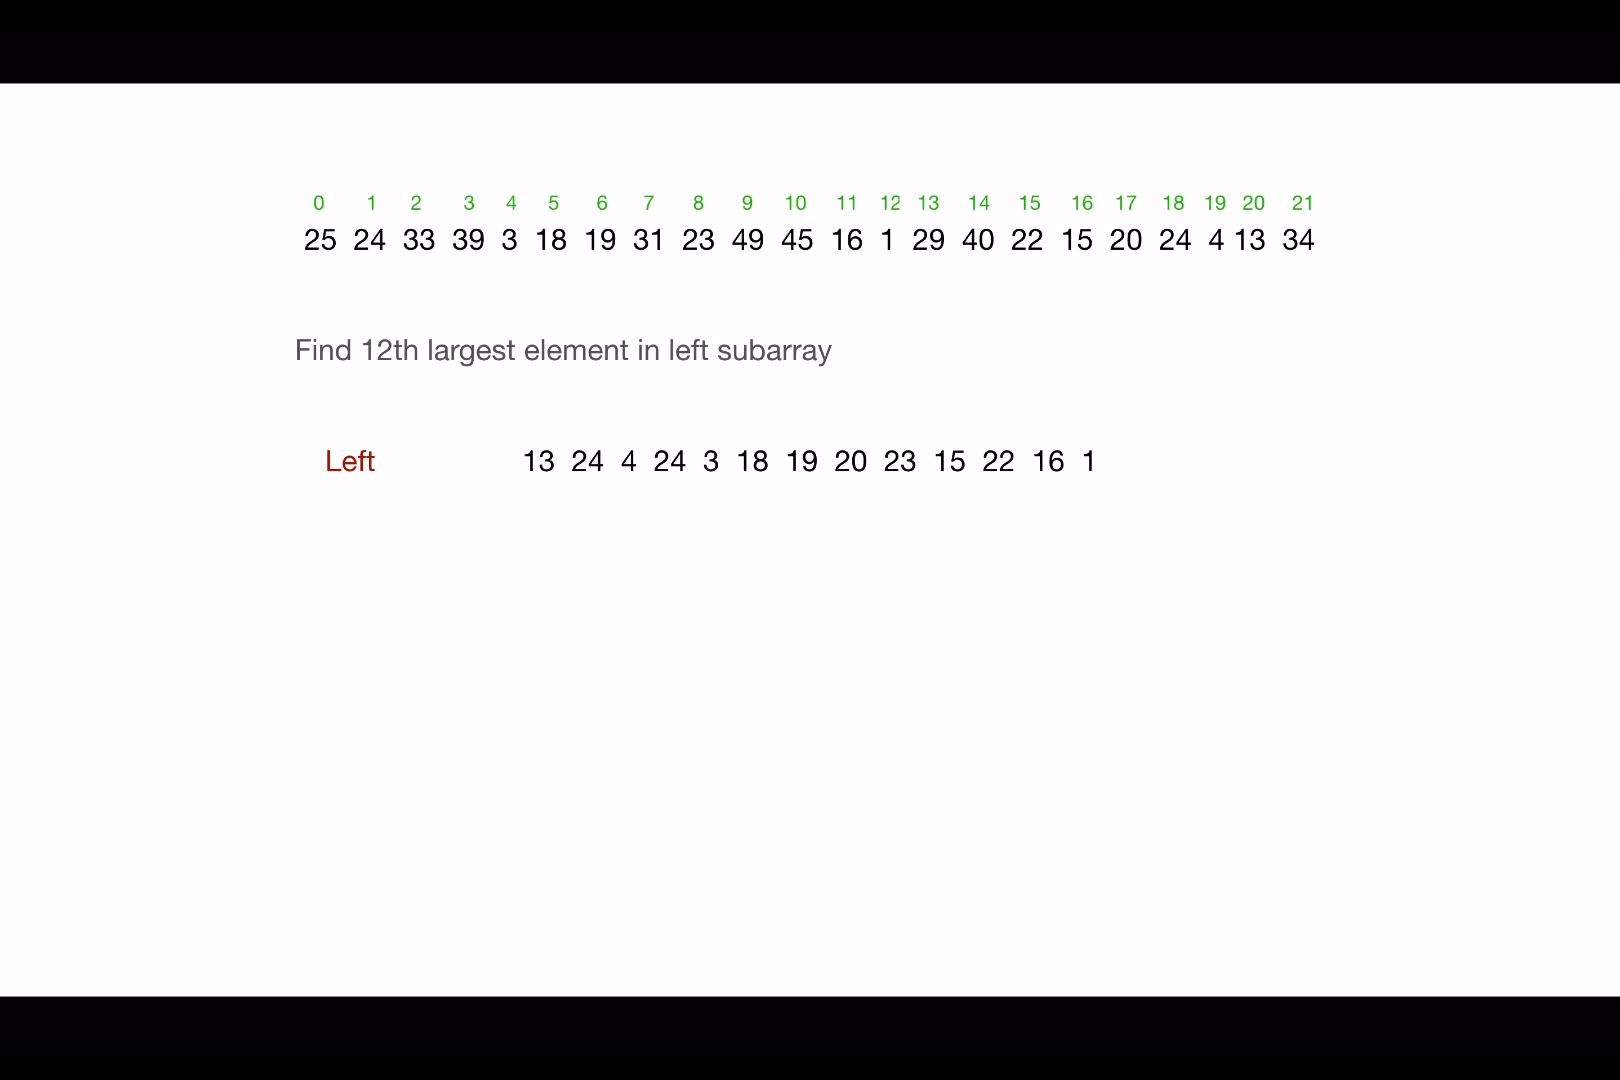 0 1 2 3 4 5 6 7 8 9 10 11 12 13 14 15 16 17 18 19 20 21
25 24 33 39 3 18 19 31 23 49 45 16 1 29 40 22 15 20 24 4 13 34
Find 12th largest element in left subarray
Left 13 24 4 24 3 18 19 20 23 15 22 16 1